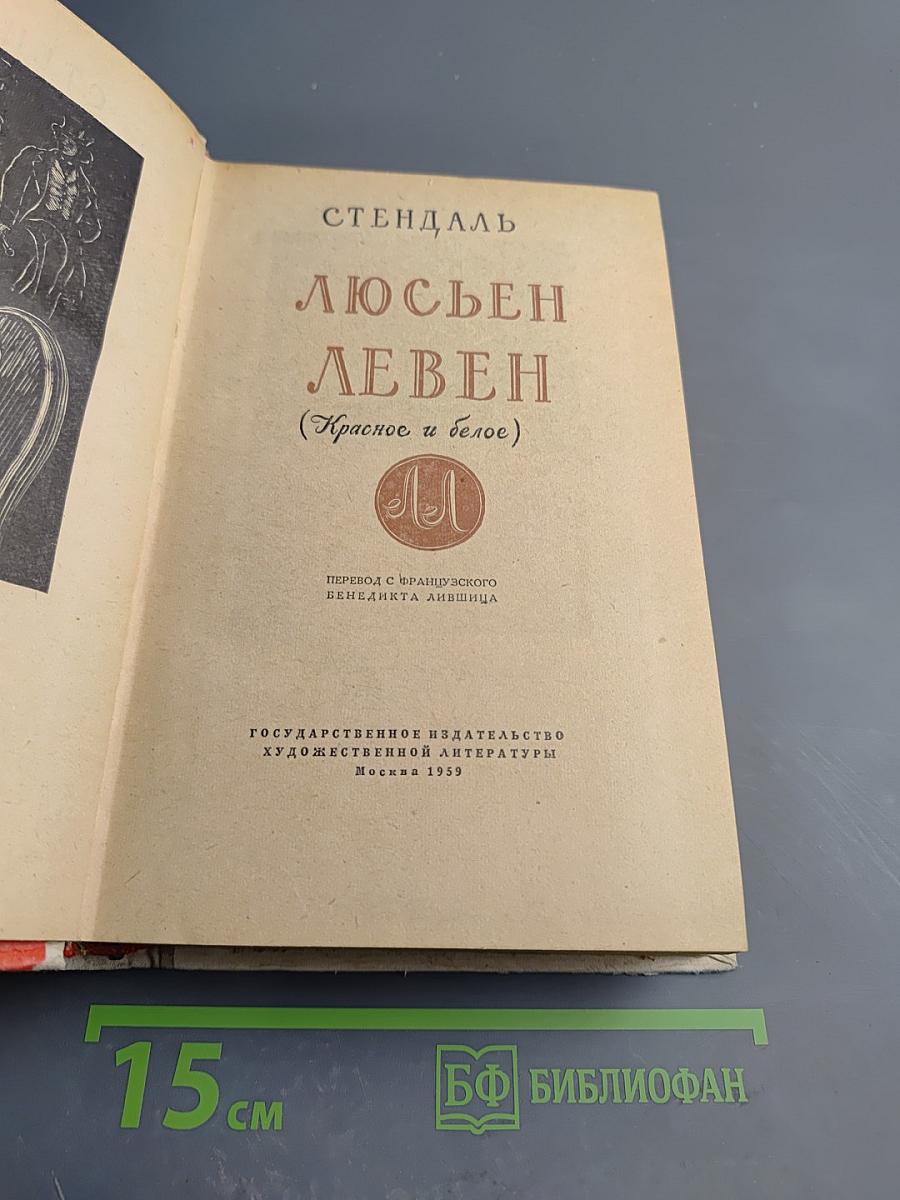 СТЕНДАЛЬ
ЛЮСЬЕН
ЛЕВЕН
(Красное и белое)
ЛЛ
ПЕРЕВОД С ФРАНЦУЗСКОГО
БЕНЕДИКТА ЛИВШИЦА
ГОСУДАРСТВЕННОЕ ИЗДАТЕЛЬСТВО
ХУДОЖЕСТВЕННОЙ ЛИТЕРАТУРЫ
Москва 1959
15 см
БФ БИБЛИОФАН